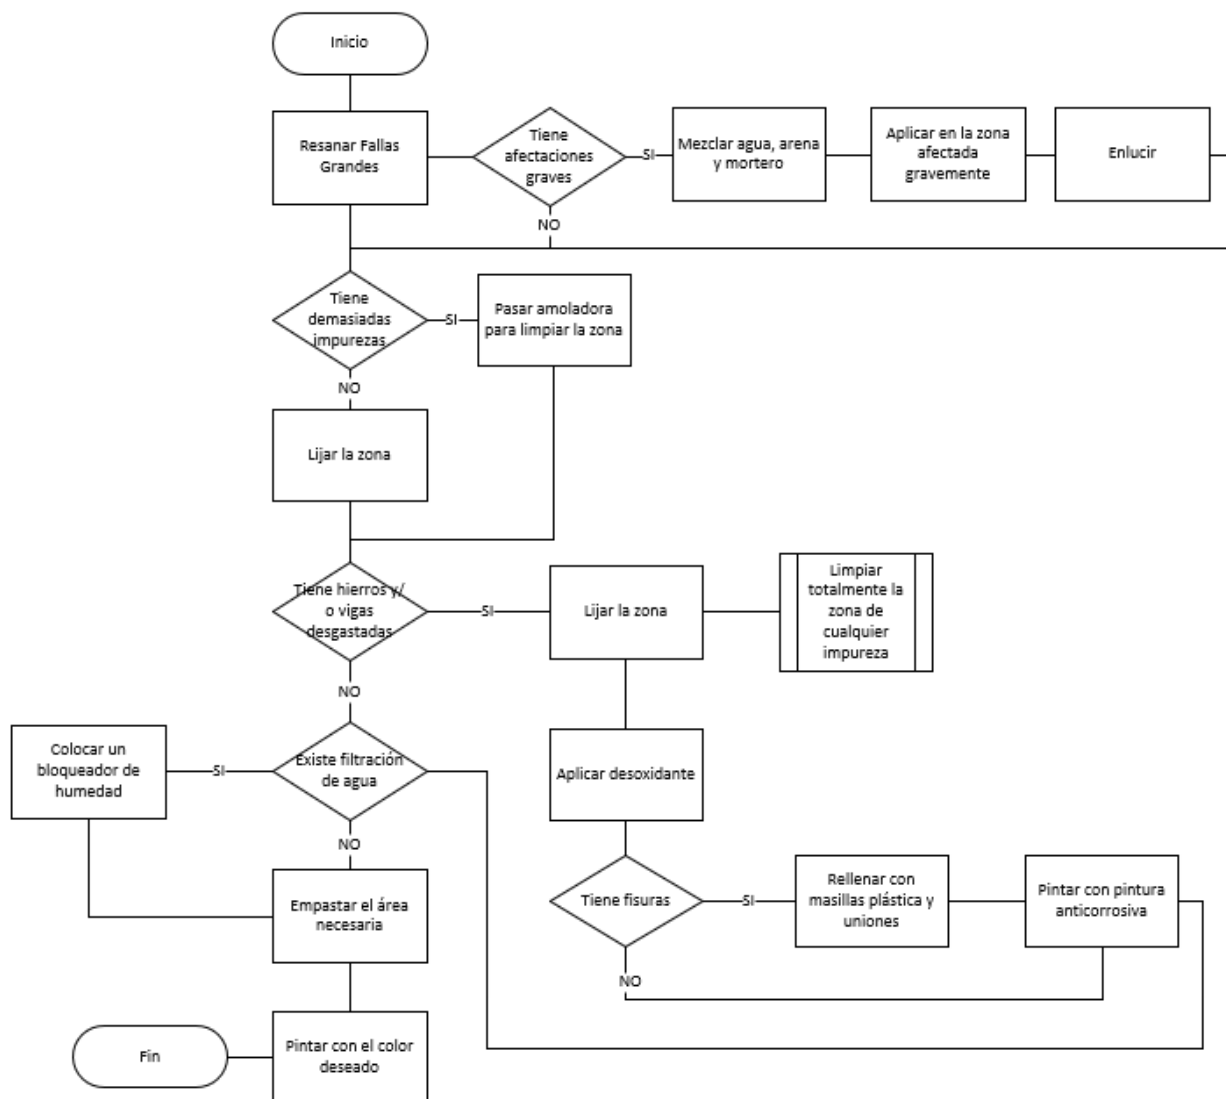 Inicio
Resanar Fallas
Grandes
Tiene
afectaciones
graves
SI
Mezclar agua, arena
y mortero
Aplicar en la zona
afectada
gravemente
Enlucir
NO
Tiene
demasiadas
impurezas
SI
Pasar amoladora
para limpiar la zona
NO
Lijar la zona
Tiene hierros y/
o vigas
desgastadas
SI
Lijar la zona
Limpiar
totalmente la
zona de
cualquier
impureza
NO
Colocar un
bloqueador de
humedad
SI
Existe filtración
de agua
Aplicar desoxidante
NO
Empastar el área
necesaria
Tiene fisuras
SI
Rellenar con
masillas plástica y
uniones
Pintar con pintura
anticorrosiva
NO
Fin
Pintar con el color
deseado